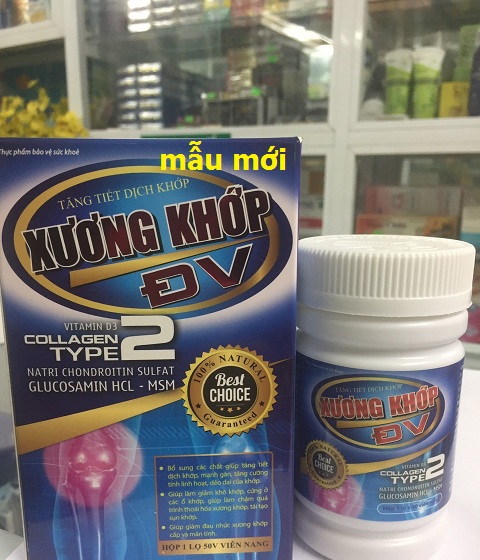 Thực phẩm bảo vệ sức khoẻ
mẫu mới
TĂNG TIẾT DỊCH KHỚP
XƯƠNG KHỚP
ĐV
VITAMIN D3
COLLAGEN
TYPE 2
NATRI CHONDROITIN SULFAT
GLUCOSAMIN HCL - MSM
100% NATURAL
Best
CHOICE
Guaranteed
• Bổ sung các chất giúp tăng tiết
dịch khớp, mạnh gân, tăng cường
tính linh hoạt, dẻo dai của khớp.
• Giúp làm giảm khô khớp, cứng ở
các ổ khớp, giúp làm chậm quá
trình thoái hóa xương khớp, tái tạo
sụn khớp.
• Giúp giảm đau nhức xương khớp
cấp và mãn tính.
HỘP 1 LỌ 50V VIÊN NANG
TĂNG TIẾT DỊCH KHỚP
XƯƠNG KHỚP
ĐV
Best
CHOICE
COLLAGEN
TYPE 2
NATRI CHONDROITIN SULFAT
GLUCOSAMIN HCL - MSM